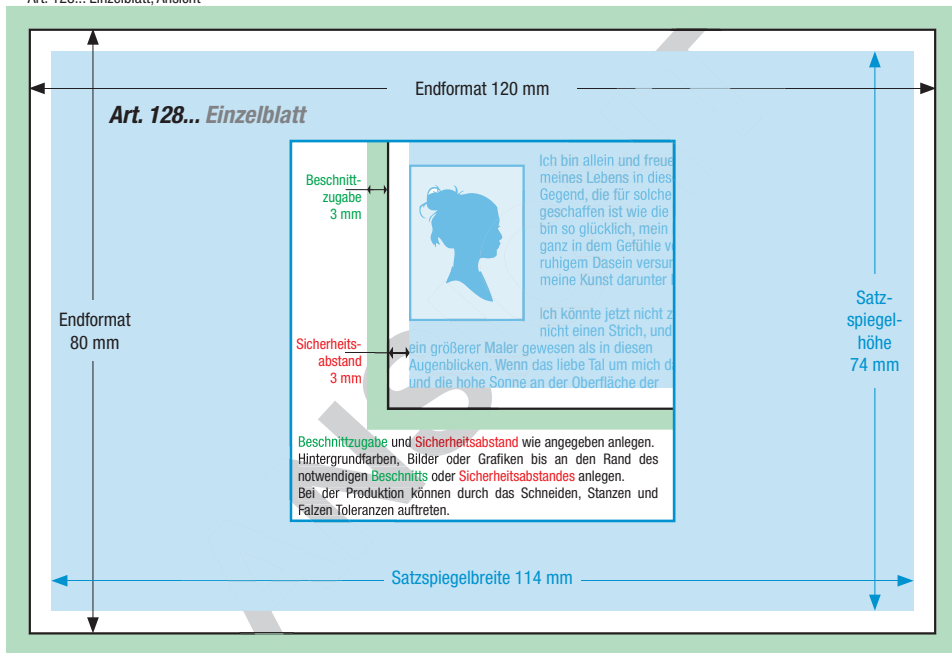 Art. 128... Einzelblatt, Ansicht
Endformat 120 mm
Art. 128... Einzelblatt
Beschnitt-
zugabe
3 mm
Ich bin allein und freue
meines Lebens in dies
Gegend, die für solche
geschaffen ist wie die
bin so glücklich, mein
ganz in dem Gefühle v
ruhigem Dasein versun
meine Kunst darunter
Ich könnte jetzt nicht z
nicht einen Strich, und
ein größerer Maler gewesen als in diesen
Augenblicken. Wenn das liebe Tal um mich d
und die hohe Sonne an der Oberfläche der
Sicherheits-
abstand
3 mm
Endformat
80 mm
Satz-
spiegel-
höhe
74 mm
Beschnittzugabe und Sicherheitsabstand wie angegeben anlegen.
Hintergrundfarben, Bilder oder Grafiken bis an den Rand des
notwendigen Beschnitts oder Sicherheitsabstandes anlegen.
Bei der Produktion können durch das Schneiden, Stanzen und
Falzen Toleranzen auftreten.
Satzspiegelbreite 114 mm